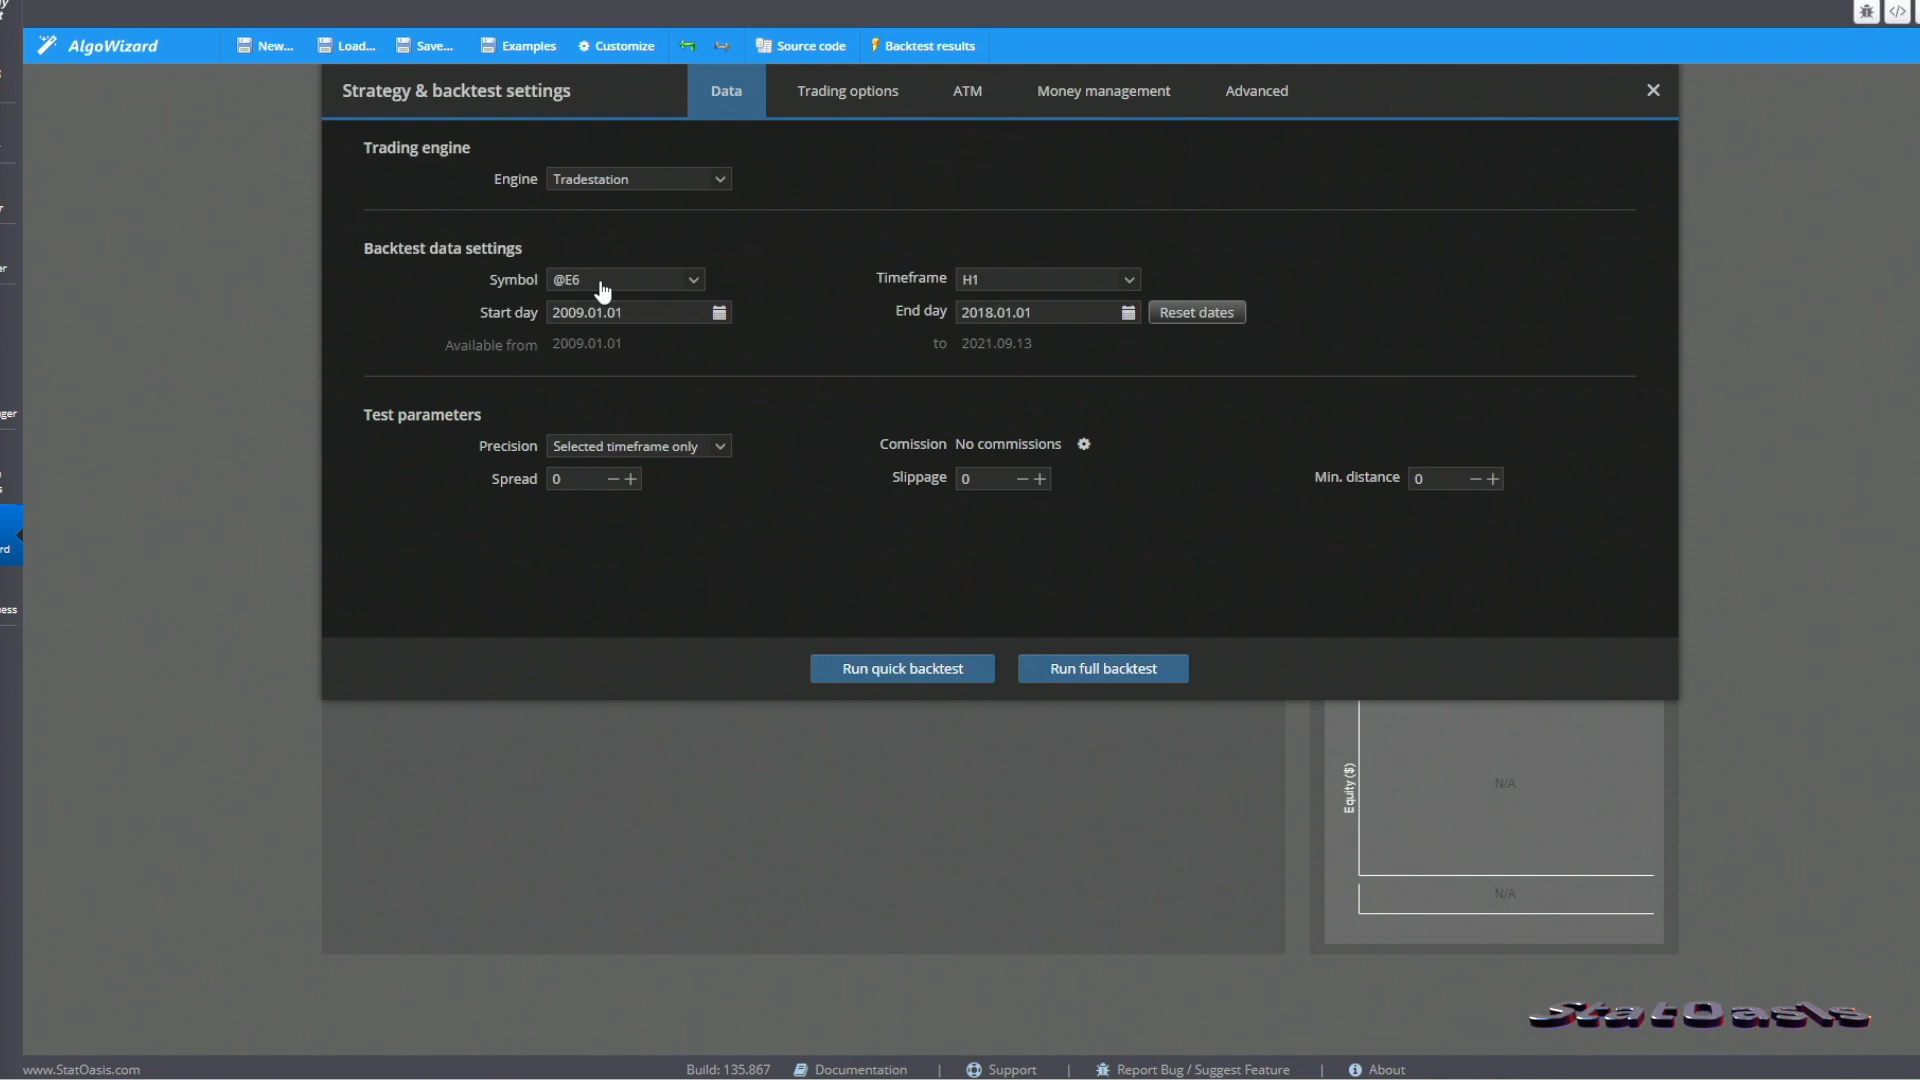 AlgoWizard New... Load... Save... Examples Customize Source code Backtest results
Strategy & backtest settings Data Trading options ATM Money management Advanced
Trading engine
Engine Tradestation
Backtest data settings
Symbol @E6 Timeframe H1
Start day 2009.01.01 End day 2018.01.01 Reset dates
Available from 2009.01.01 to 2021.09.13
Test parameters
Precision Selected timeframe only Comission No commissions
Spread 0 Slippage 0 Min. distance 0
Run quick backtest Run full backtest
Equity ($)
N/A
N/A
StatOasis
www.StatOasis.com Build: 135.867 Documentation | Support | Report Bug / Suggest Feature | About